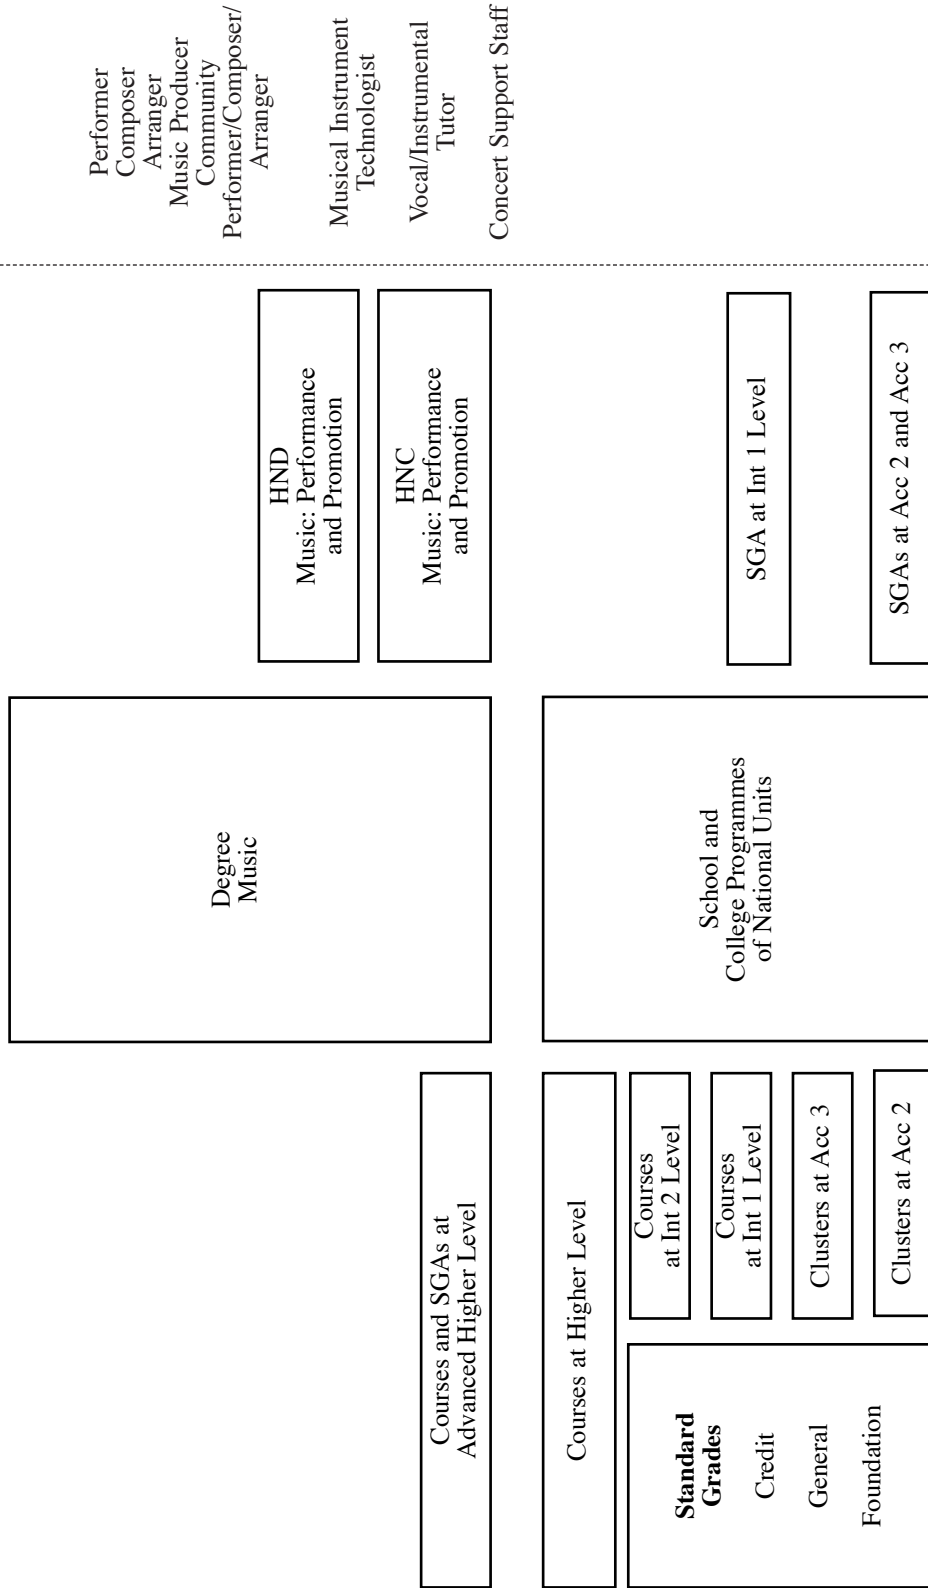 Courses and SGAs at
Advanced Higher Level
Courses at Higher Level
Standard
Grades
Credit
General
Foundation
Courses
at Int 2 Level
Courses
at Int 1 Level
Clusters at Acc 3
Clusters at Acc 2
Degree
Music
School and
College Programmes
of National Units
HND
Music: Performance
and Promotion
HNC
Music: Performance
and Promotion
SGA at Int 1 Level
SGAs at Acc 2 and Acc 3
Performer
Composer
Arranger
Music Producer
Community
Performer/Composer/
Arranger
Musical Instrument
Technologist
Vocal/Instrumental
Tutor
Concert Support Staff